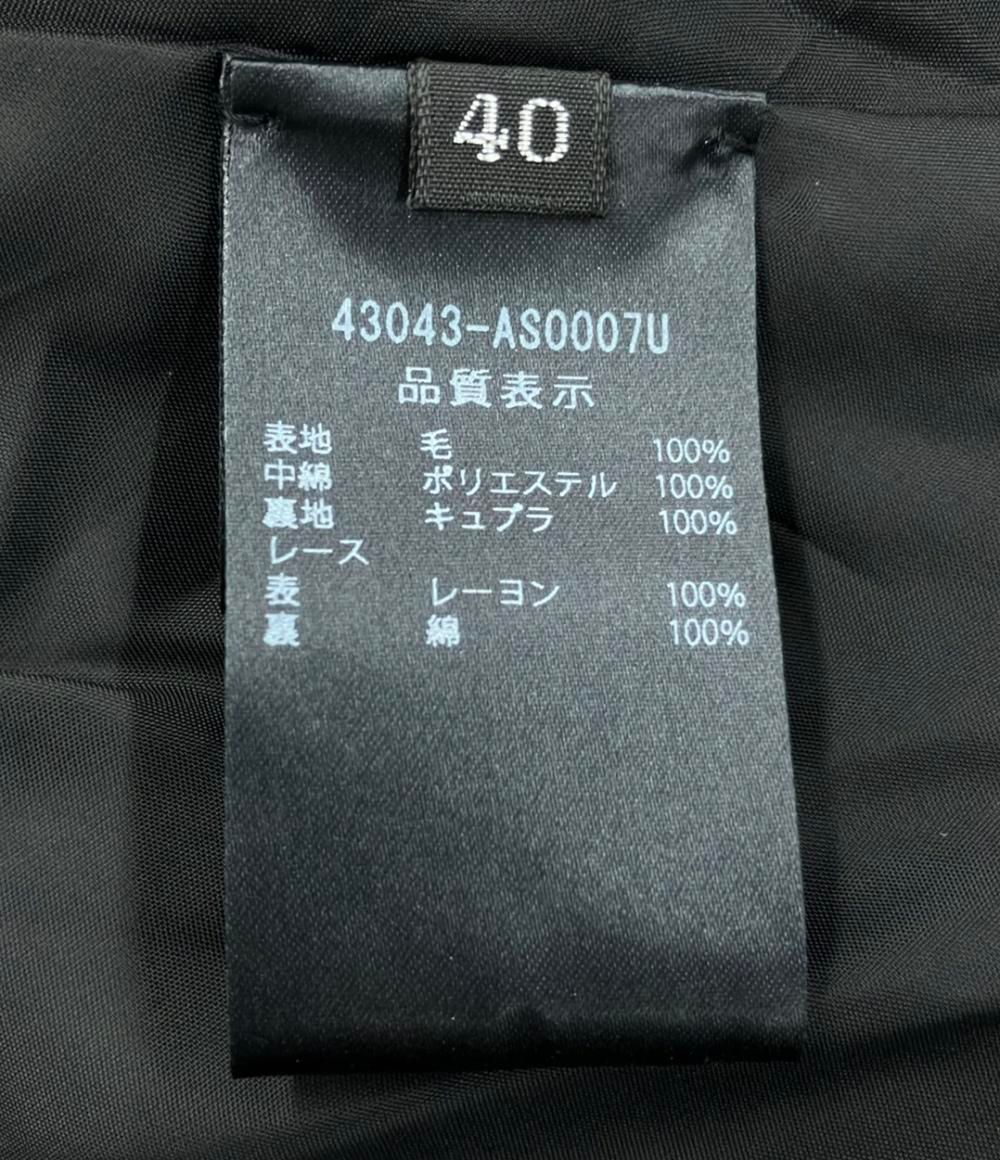 40
43043-AS0007U
品質表示
表地 毛 100%
中綿 ポリエステル 100%
裏地 キュプラ 100%
レース
表 レーヨン 100%
裏 綿 100%